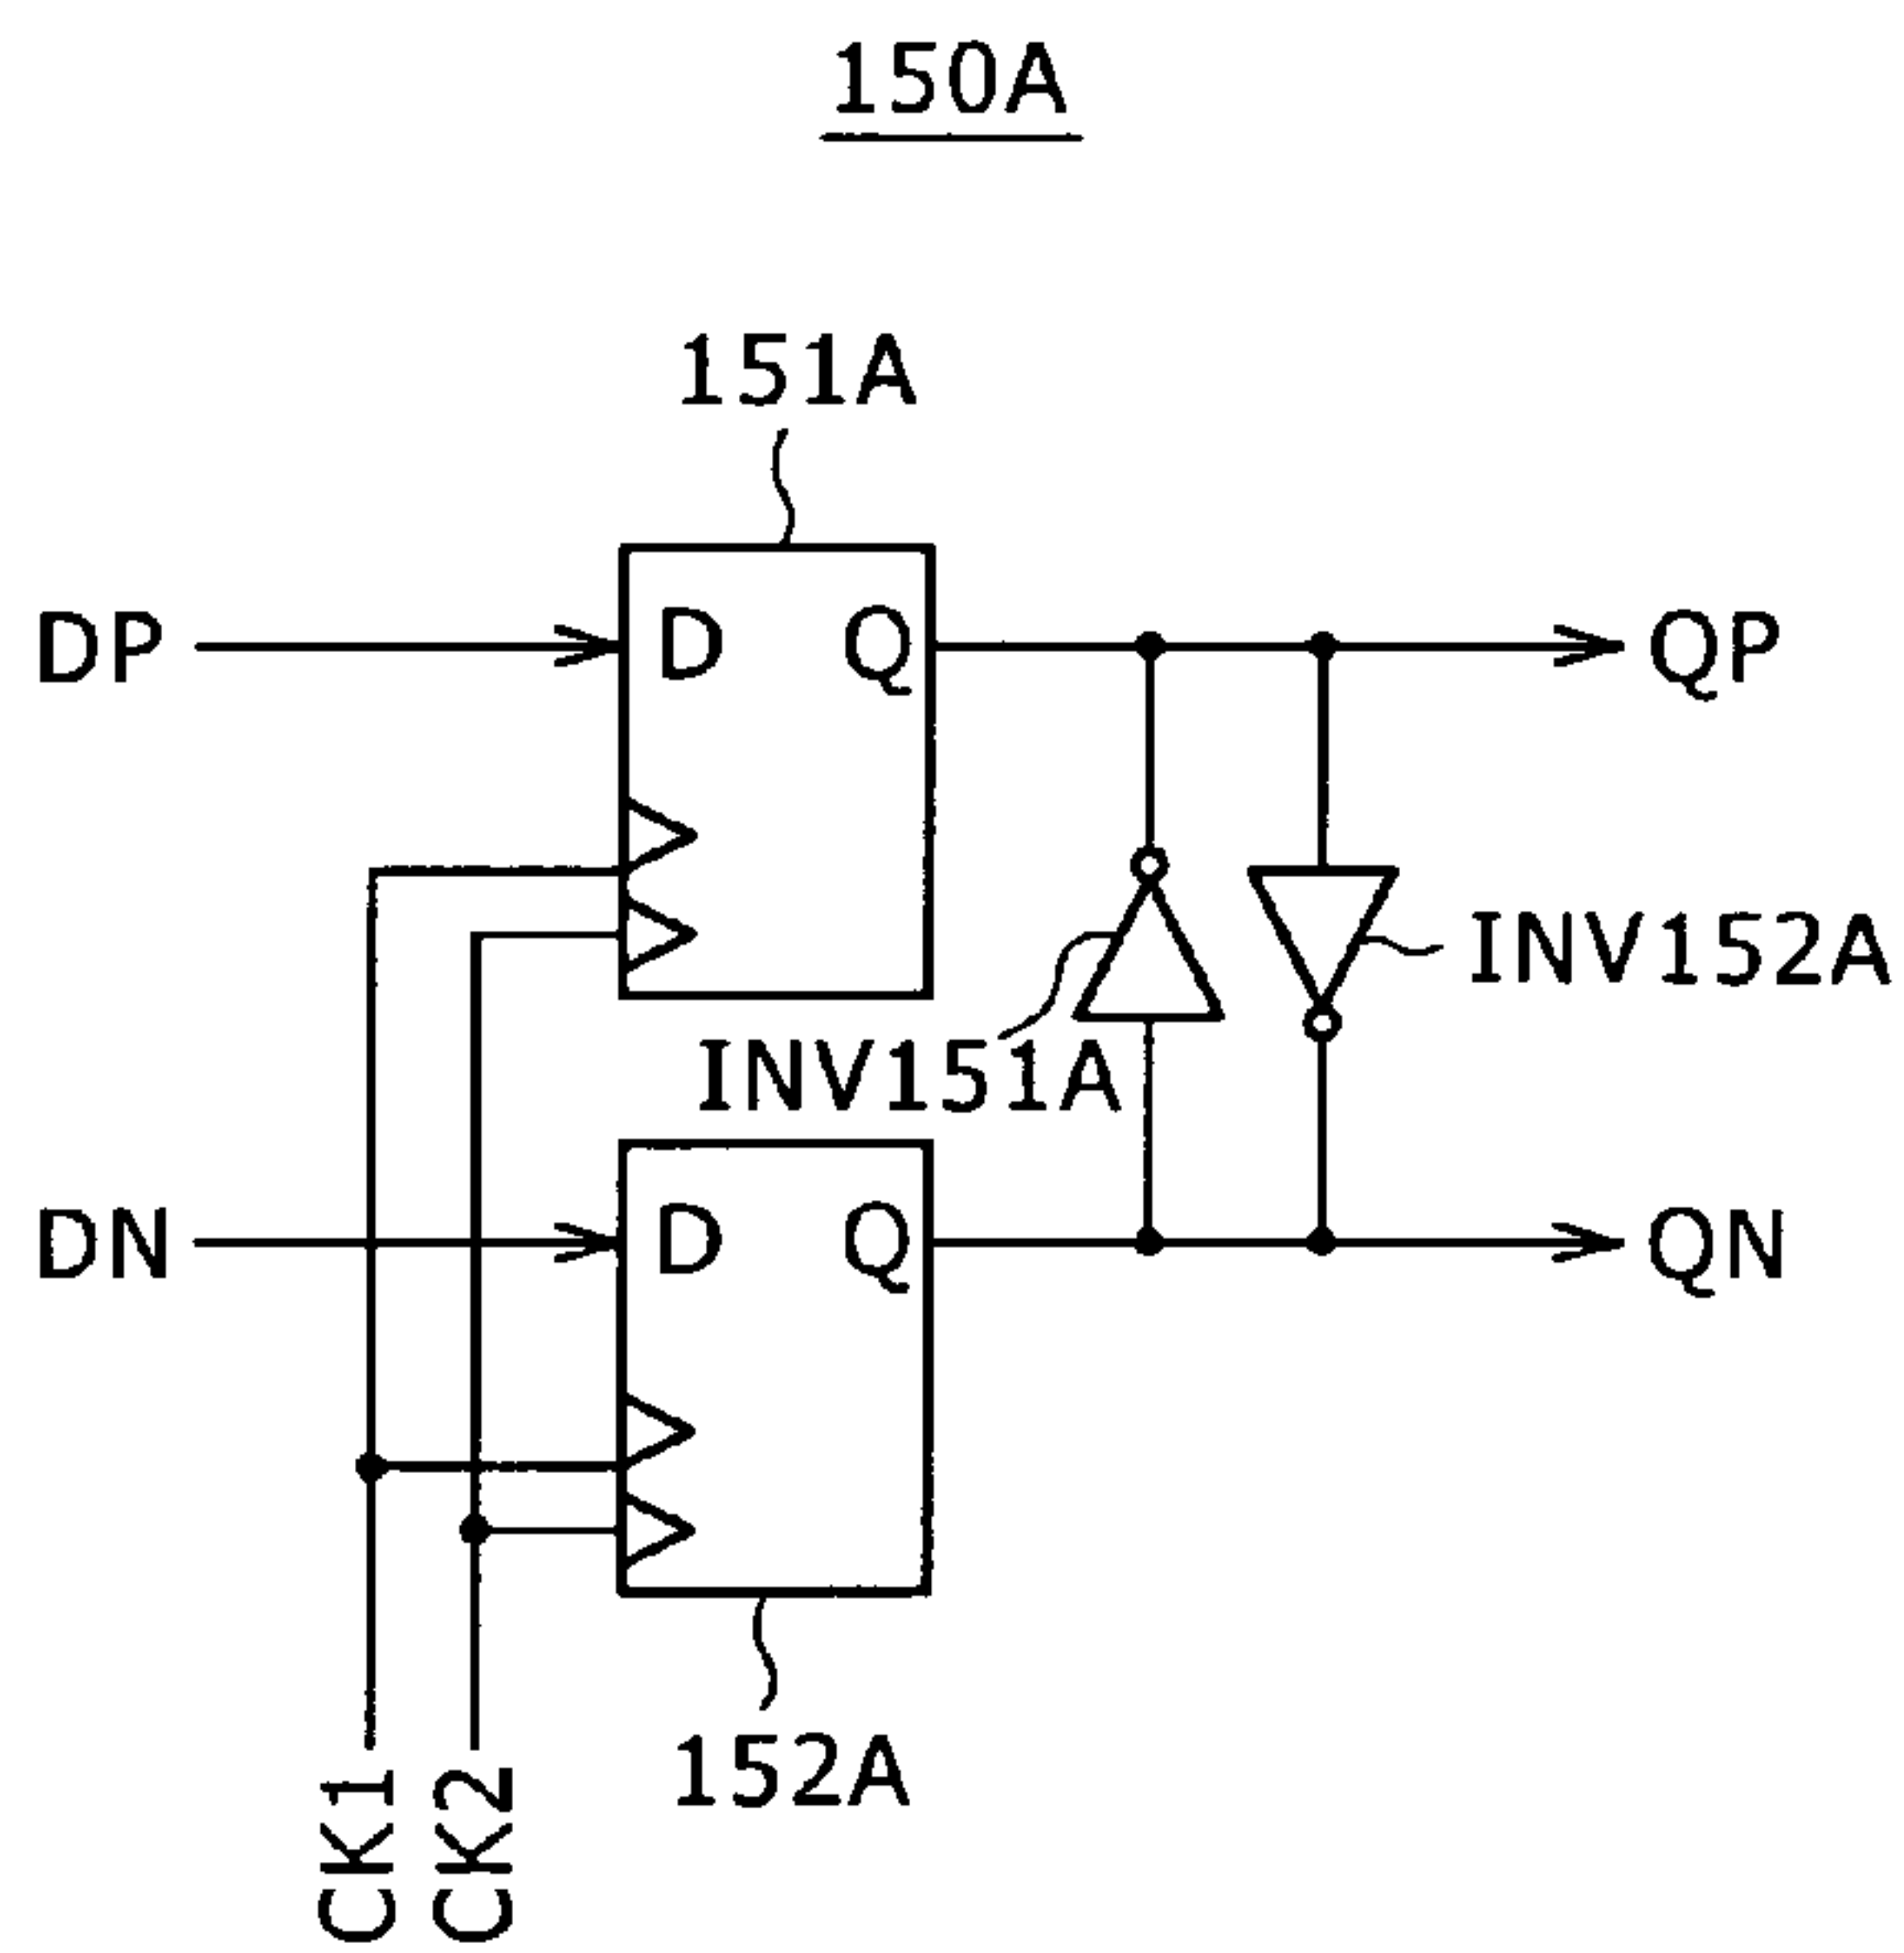 150A
151A
DP
D
Q
QP
INV152A
INV151A
DN
D
Q
QN
152A
CK1
CK2